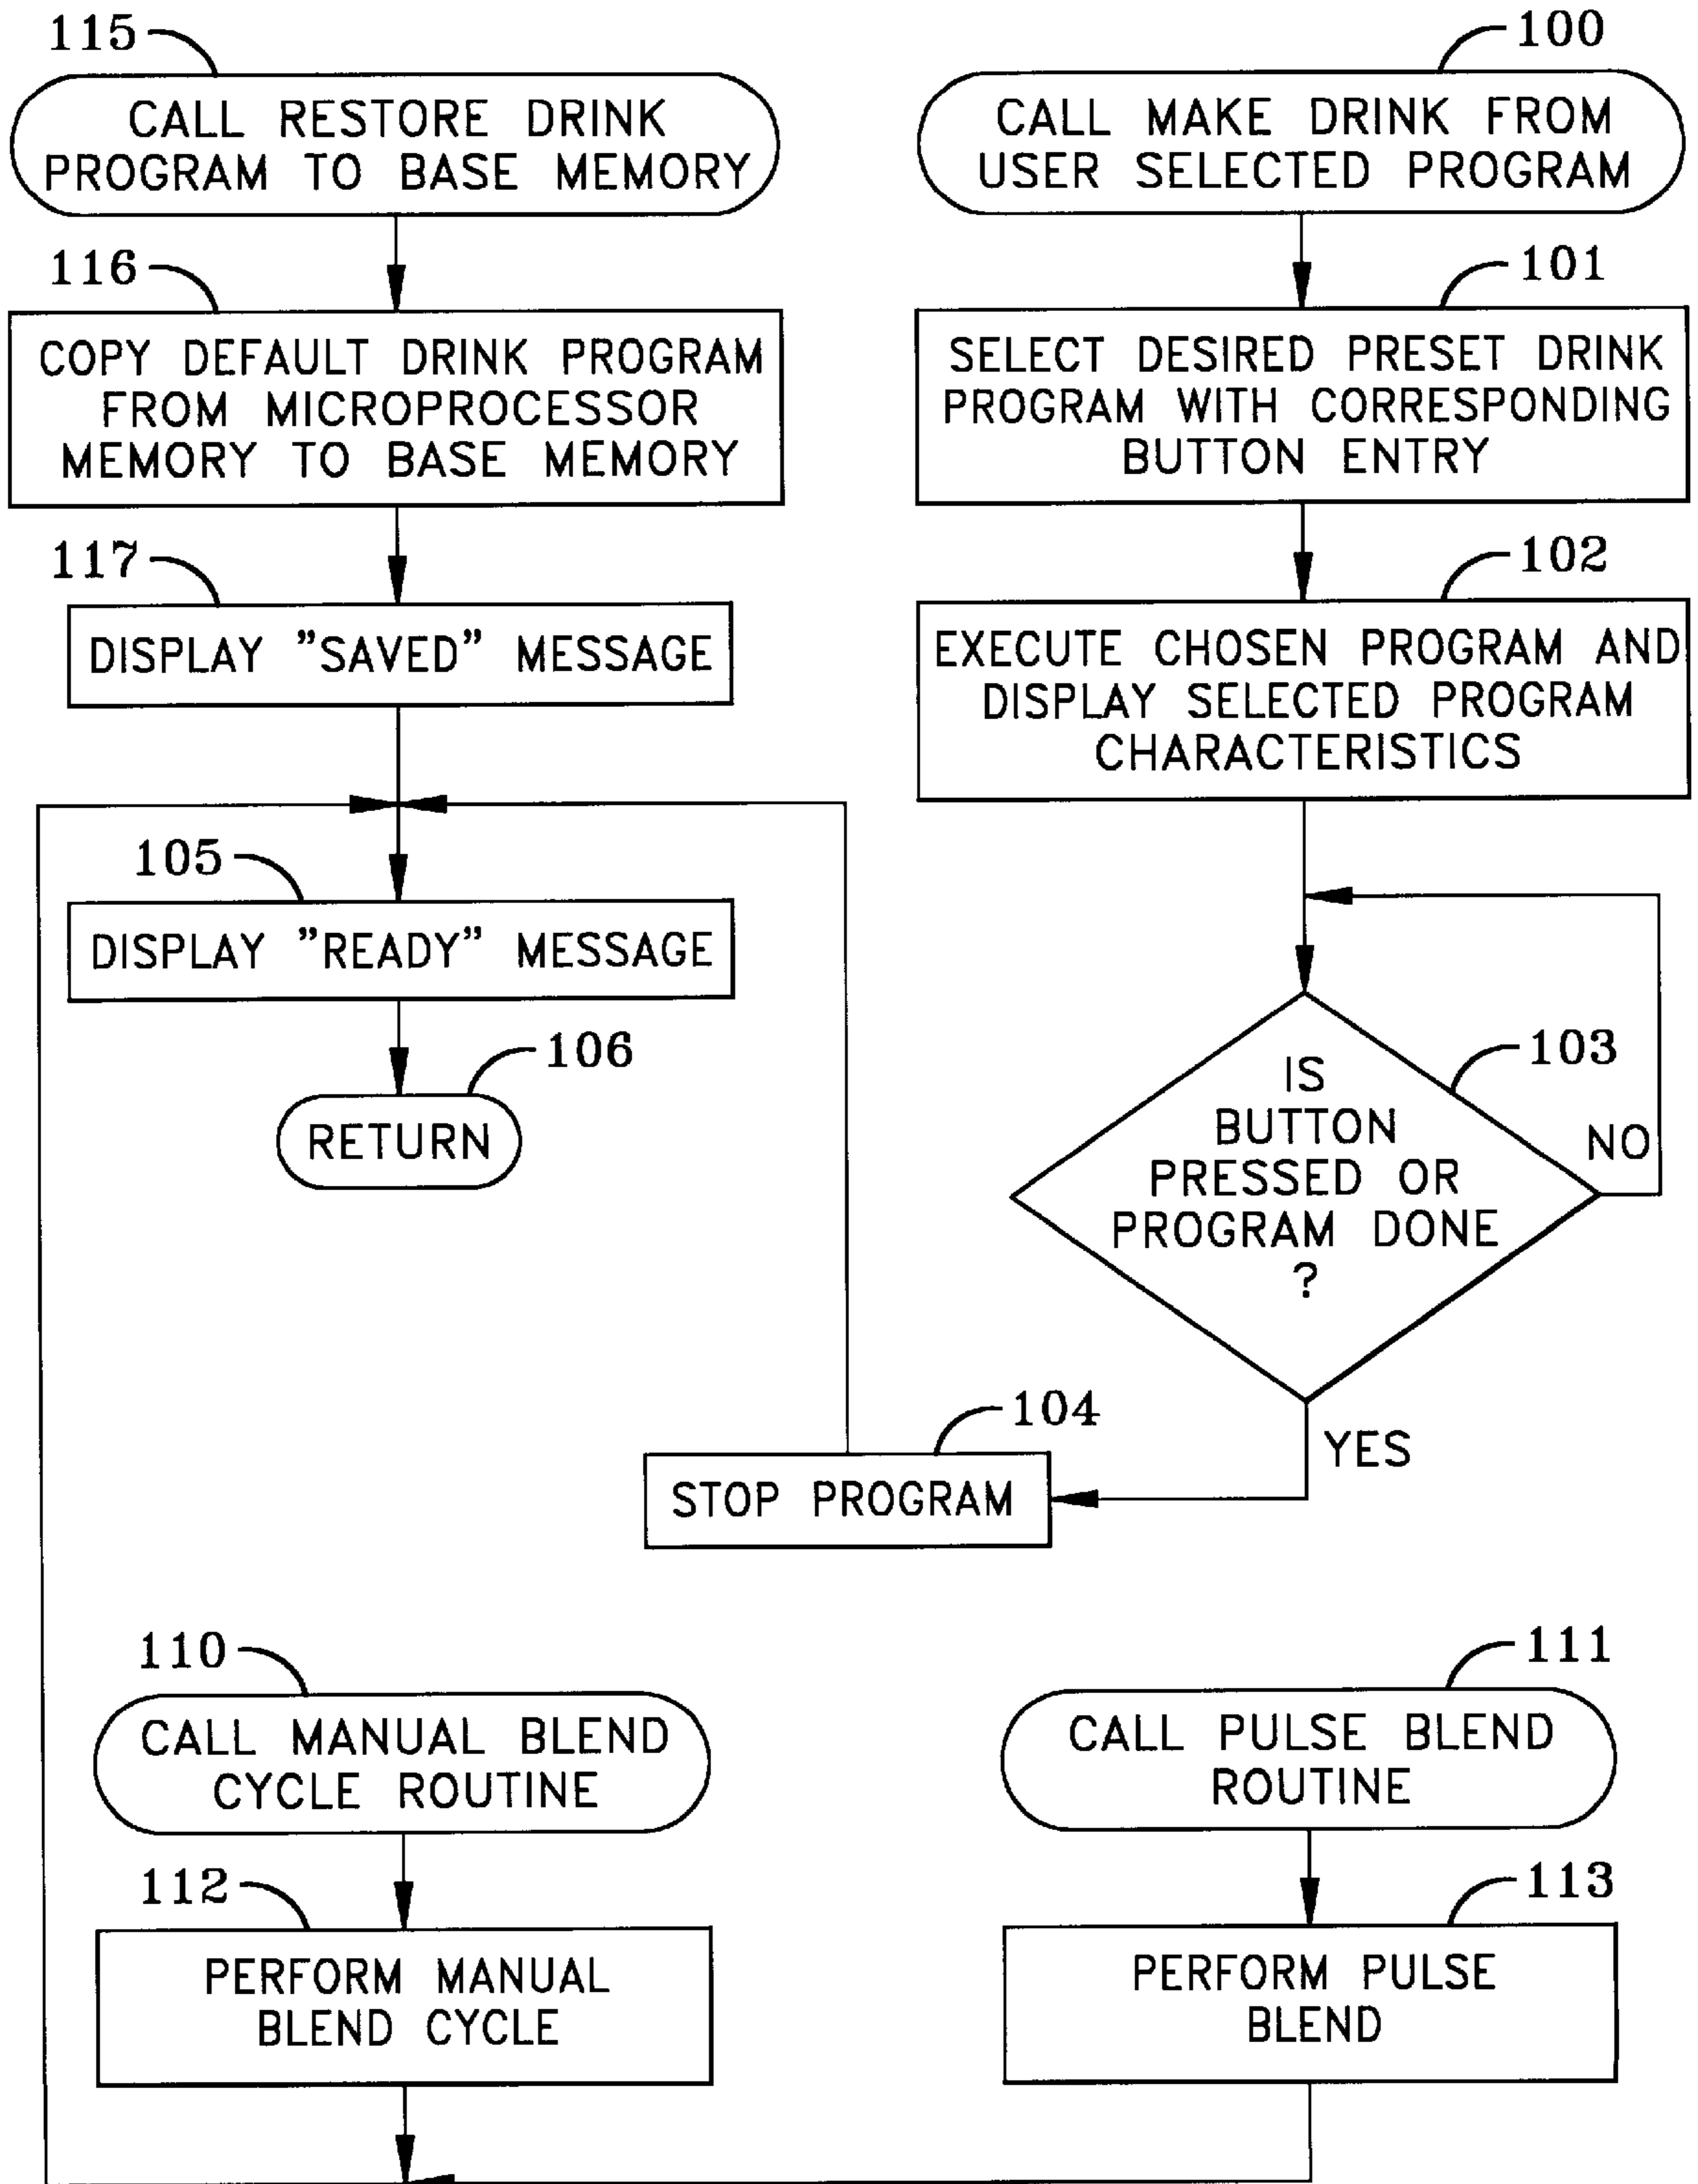 115
CALL RESTORE DRINK
PROGRAM TO BASE MEMORY
116
COPY DEFAULT DRINK PROGRAM
FROM MICROPROCESSOR
MEMORY TO BASE MEMORY
117
DISPLAY ”SAVED” MESSAGE
105
DISPLAY ”READY” MESSAGE
106
RETURN
100
CALL MAKE DRINK FROM
USER SELECTED PROGRAM
101
SELECT DESIRED PRESET DRINK
PROGRAM WITH CORRESPONDING
BUTTON ENTRY
102
EXECUTE CHOSEN PROGRAM AND
DISPLAY SELECTED PROGRAM
CHARACTERISTICS
103
IS
BUTTON
PRESSED OR
PROGRAM DONE
?
NO
YES
104
STOP PROGRAM
110
CALL MANUAL BLEND
CYCLE ROUTINE
112
PERFORM MANUAL
BLEND CYCLE
111
CALL PULSE BLEND
ROUTINE
113
PERFORM PULSE
BLEND